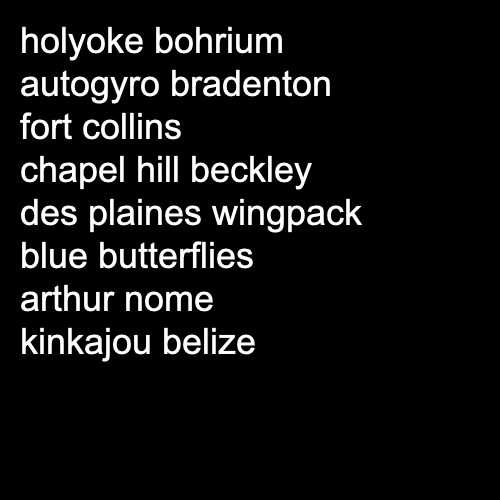 holyoke bohrium
autogyro bradenton
fort collins
chapel hill beckley
des plaines wingpack
blue butterflies
arthur nome
kinkajou belize